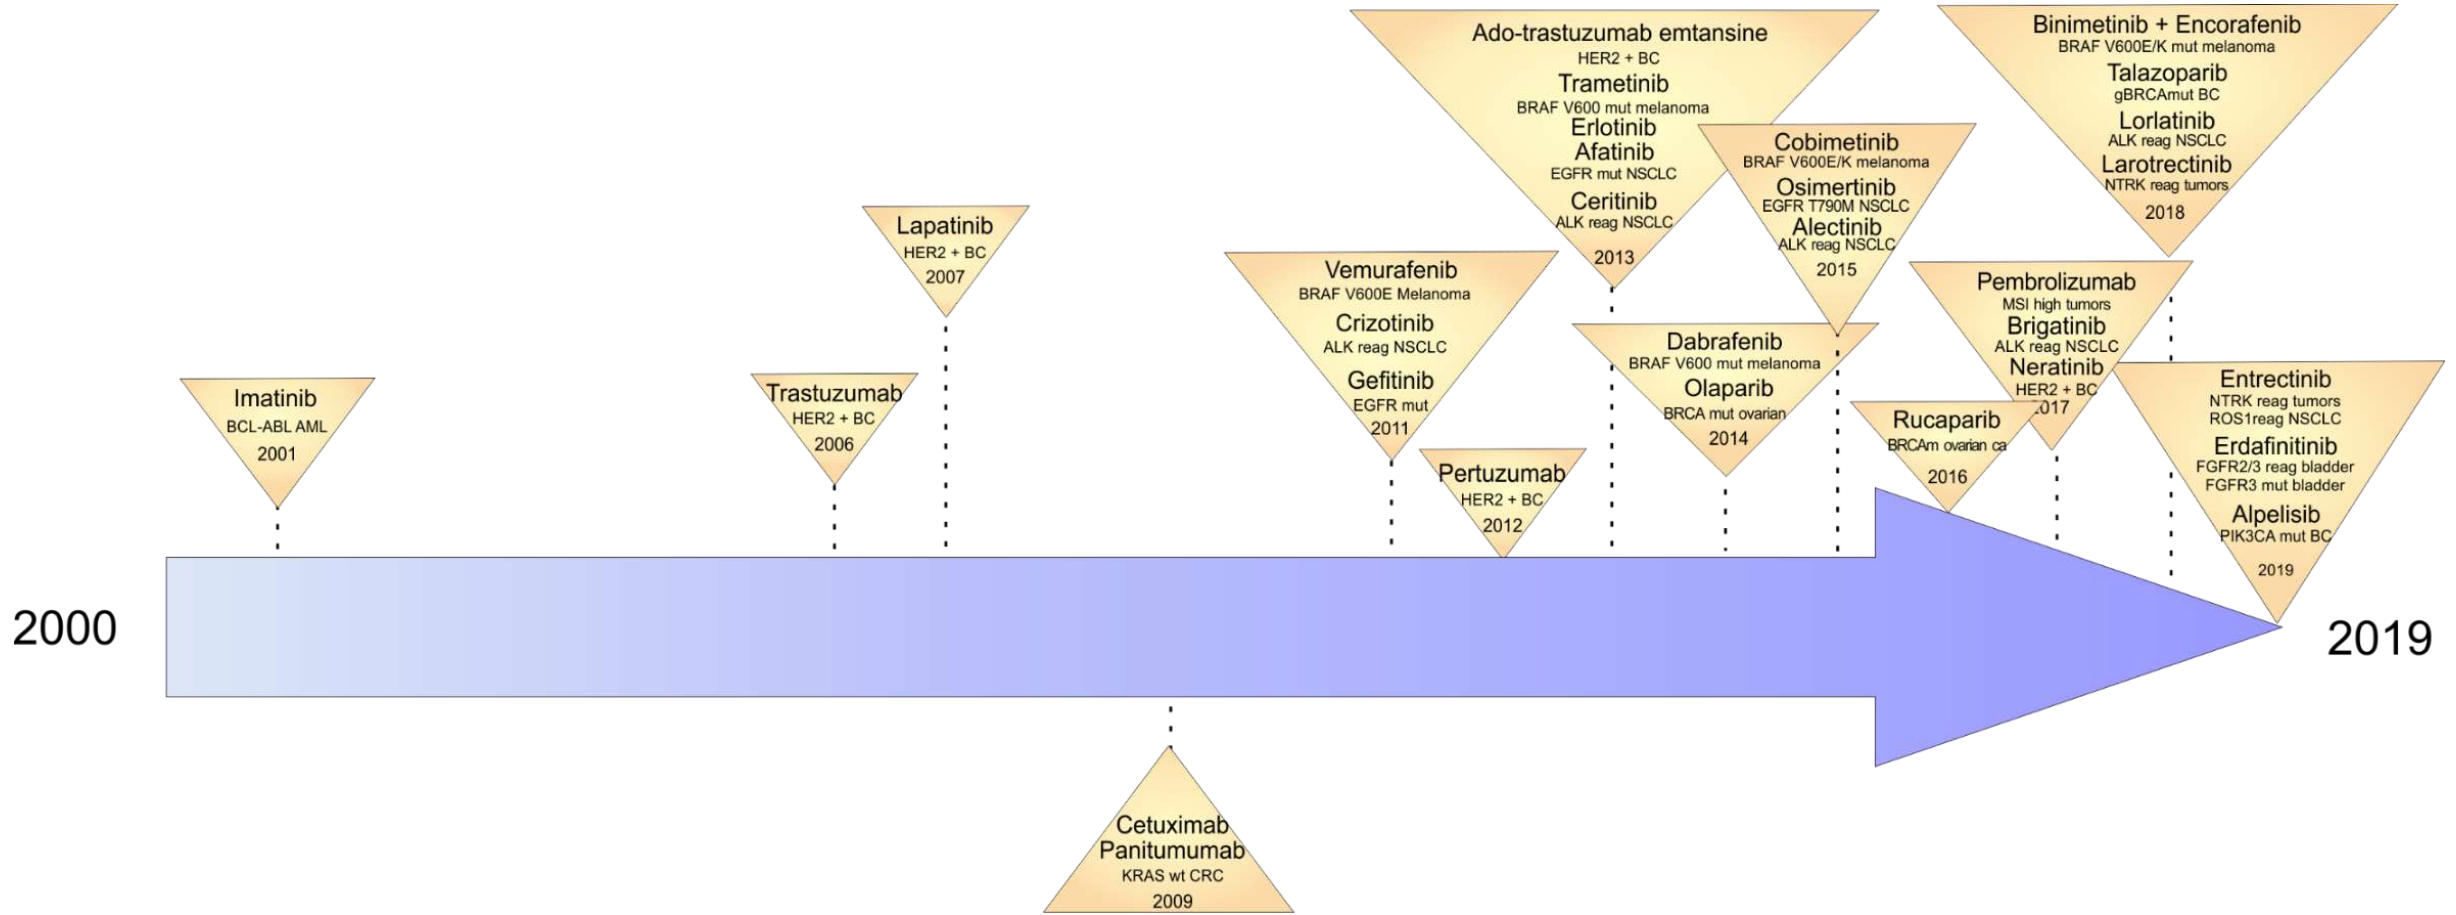 2000
Imatinib
BCL-ABL AML
2001
Trastuzumab
HER2 + BC
2006
Lapatinib
HER2 + BC
2007
Cetuximab
Panitumumab
KRAS wt CRC
2009
Vemurafenib
BRAF V600E Melanoma
Crizotinib
ALK reag NSCLC
Gefitinib
EGFR mut
2011
Pertuzumab
HER2 + BC
2012
Ado-trastuzumab emtansine
HER2 + BC
Trametinib
BRAF V600 mut melanoma
Erlotinib
Afatinib
EGFR mut NSCLC
Ceritinib
ALK reag NSCLC
2013
Dabrafenib
BRAF V600 mut melanoma
Olaparib
BRCA mut ovarian
2014
Cobimetinib
BRAF V600E/K melanoma
Osimertinib
EGFR T790M NSCLC
Alectinib
ALK reag NSCLC
2015
Rucaparib
BRCAm ovarian ca
2016
Pembrolizumab
MSI high tumors
Brigatinib
ALK reag NSCLC
Neratinib
HER2 + BC
2017
Binimetinib + Encorafenib
BRAF V600E/K mut melanoma
Talazoparib
gBRCAmut BC
Lorlatinib
ALK reag NSCLC
Larotrectinib
NTRK reag tumors
2018
Entrectinib
NTRK reag tumors
ROS1reag NSCLC
Erdafinitinib
FGFR2/3 reag bladder
FGFR3 mut bladder
Alpelisib
PIK3CA mut BC
2019
2019